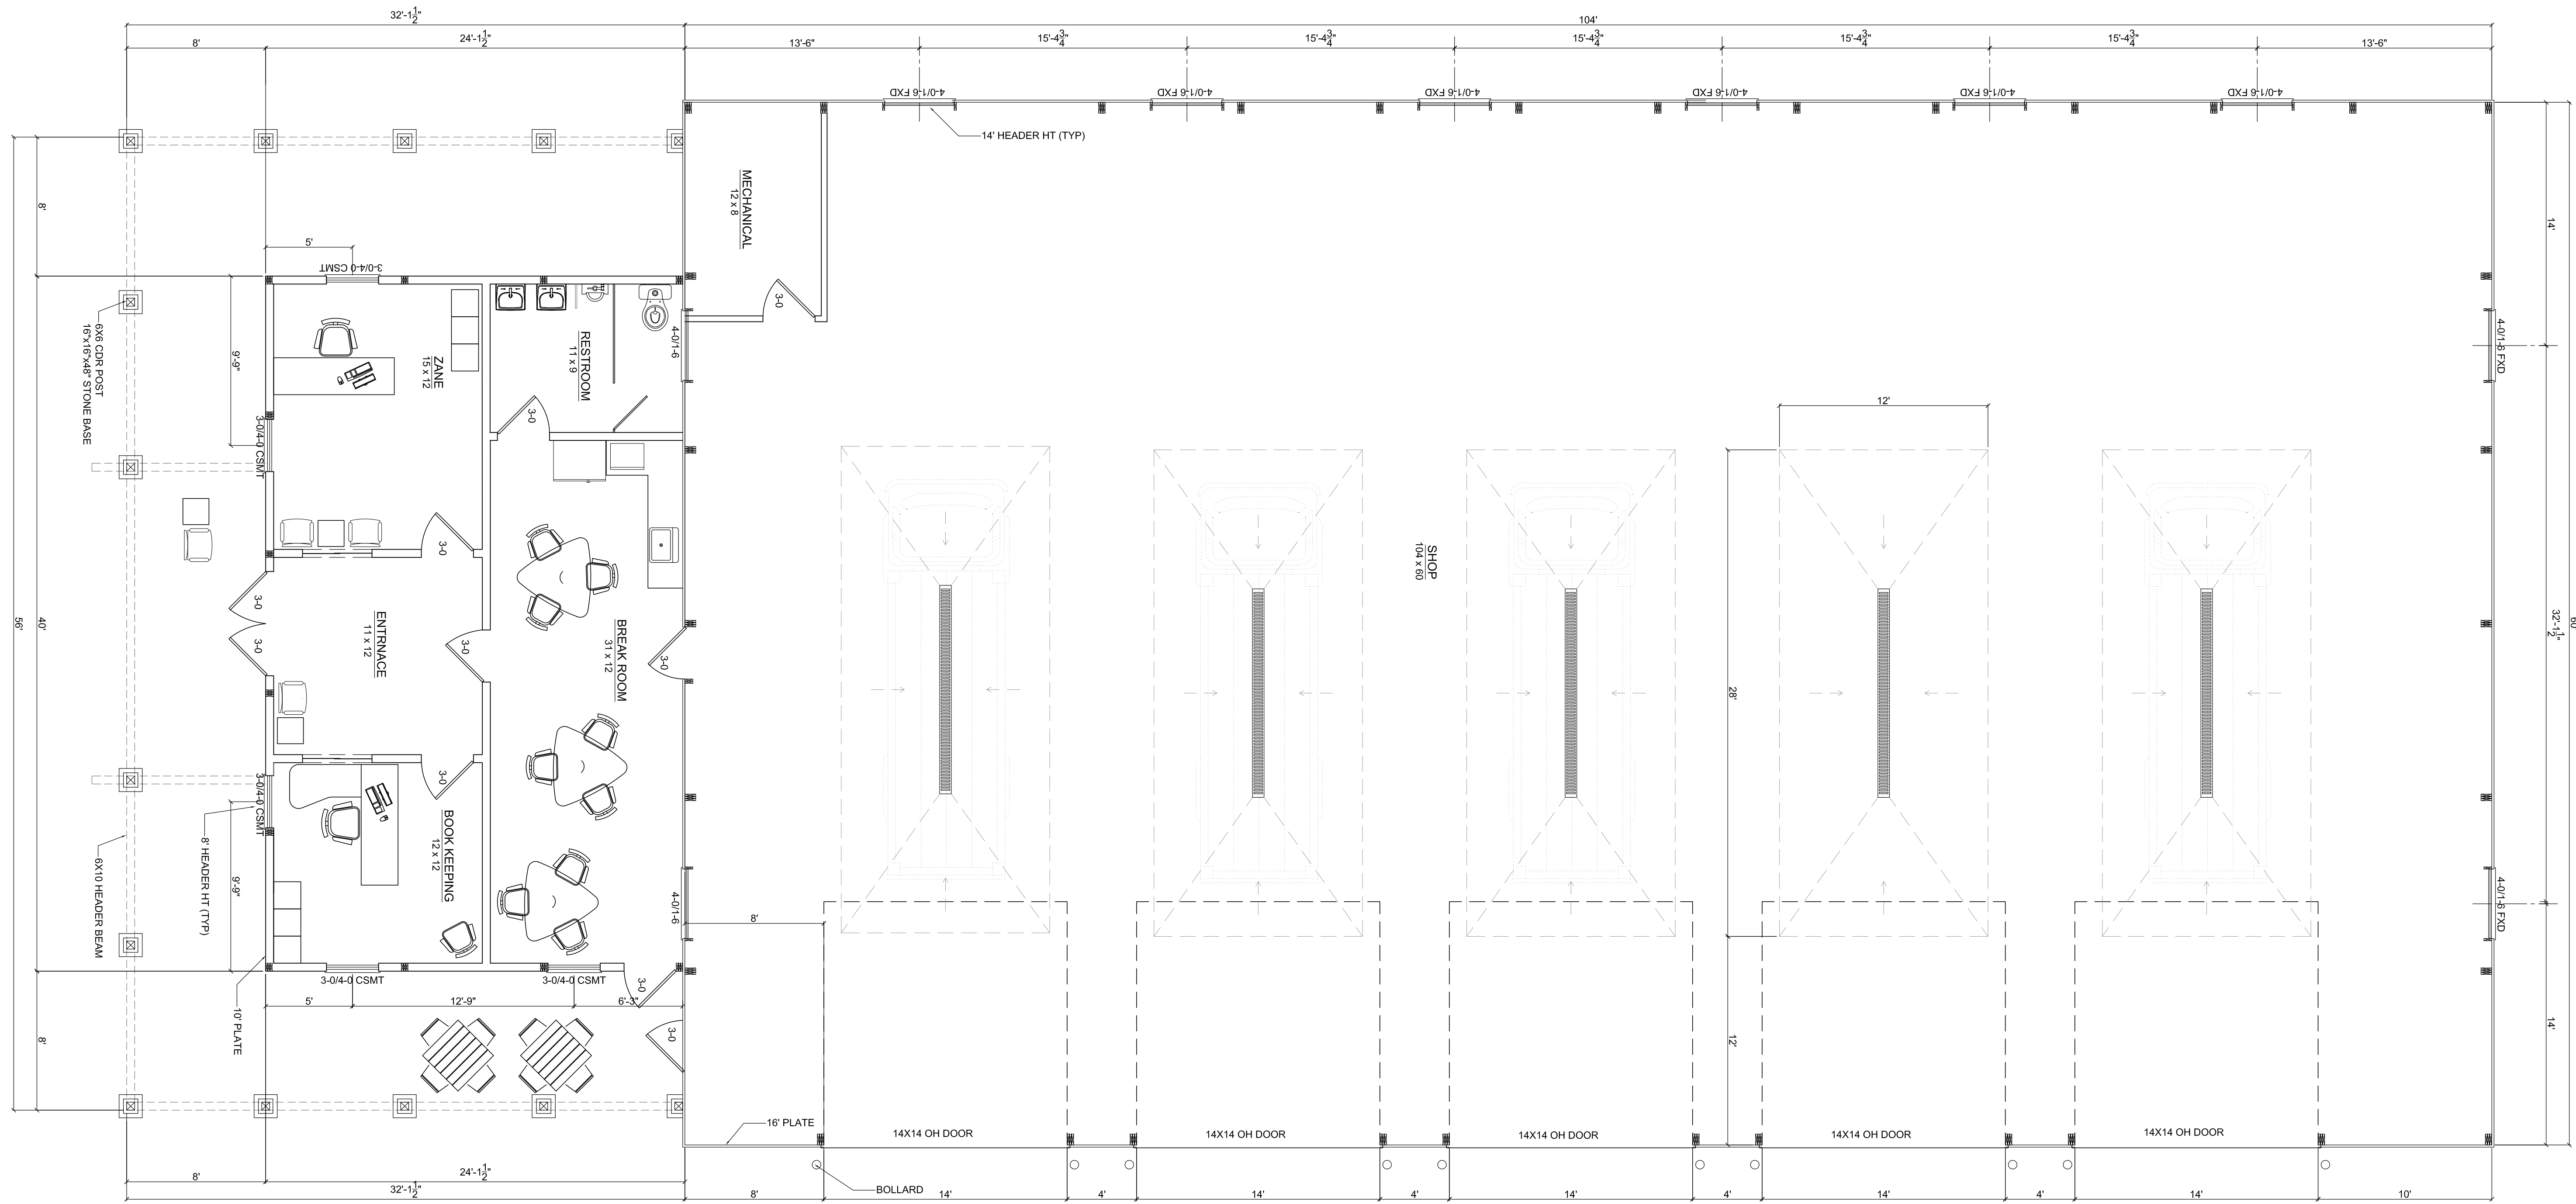 32'-1 1/2"
104'
8'
24'-1 1/2"
13'-6"
15'-4 3/4"
15'-4 3/4"
15'-4 3/4"
15'-4 3/4"
15'-4 3/4"
13'-6"
4-0/1-6 FXD
4-0/1-6 FXD
4-0/1-6 FXD
4-0/1-6 FXD
4-0/1-6 FXD
4-0/1-6 FXD
14' HEADER HT (TYP)
MECHANICAL
12 x 8
3-0
8'
14'
5'
3-0/4-0 CSMT
6X6 CDR POST
16"x16"x48" STONE BASE
9'-9"
3-0/4-0 CSMT
ZANE
15 x 12
3-0
RESTROOM
11 x 9
3-0
4-0/1-6
4-0/1-6 FXD
12'
SHOP
104 x 60
56'
40'
3-0
3-0
ENTRNACE
11 x 12
3-0
BREAK ROOM
31 x 12
3-0
28'
32'-1 1/2"
60'
3-0/4-0 CSMT
8' HEADER HT (TYP)
9'-9"
6X10 HEADER BEAM
3-0
BOOK KEEPING
12 x 12
4-0/1-6
4-0/1-6 FXD
8'
3-0/4-0 CSMT
3-0/4-0 CSMT
3-0
5'
12'-9"
6'-3"
10' PLATE
3-0
8'
12'
14'
16' PLATE
14X14 OH DOOR
14X14 OH DOOR
14X14 OH DOOR
14X14 OH DOOR
14X14 OH DOOR
BOLLARD
8'
24'-1 1/2"
32'-1 1/2"
8'
14'
4'
14'
4'
14'
4'
14'
4'
14'
10'